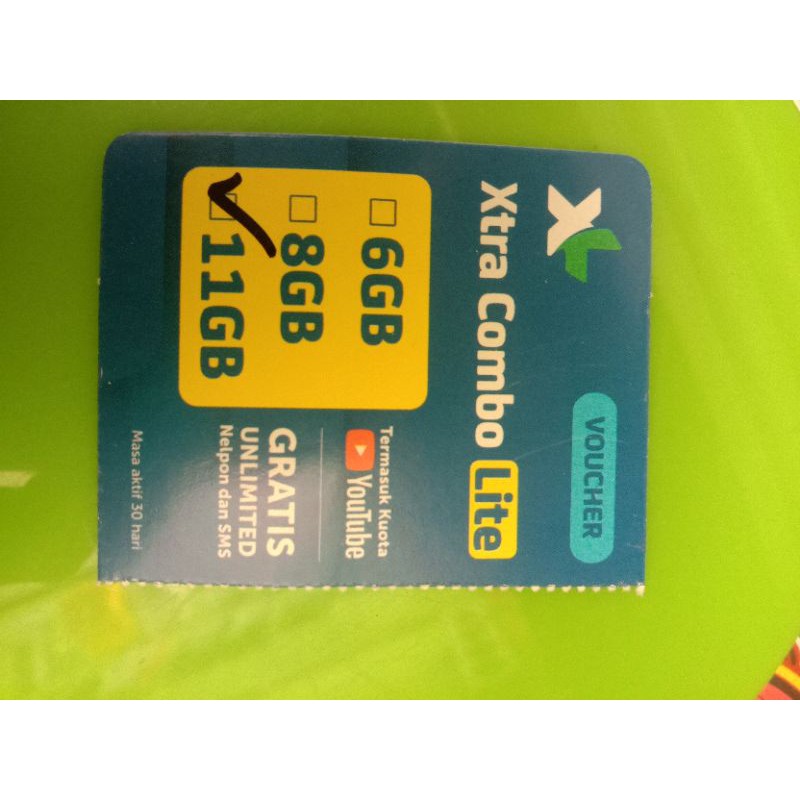 XL
VOUCHER
Xtra Combo Lite
6GB
8GB
11GB
Termasuk Kuota
YouTube
GRATIS
UNLIMITED
Nelpon dan SMS
Masa aktif 30 hari